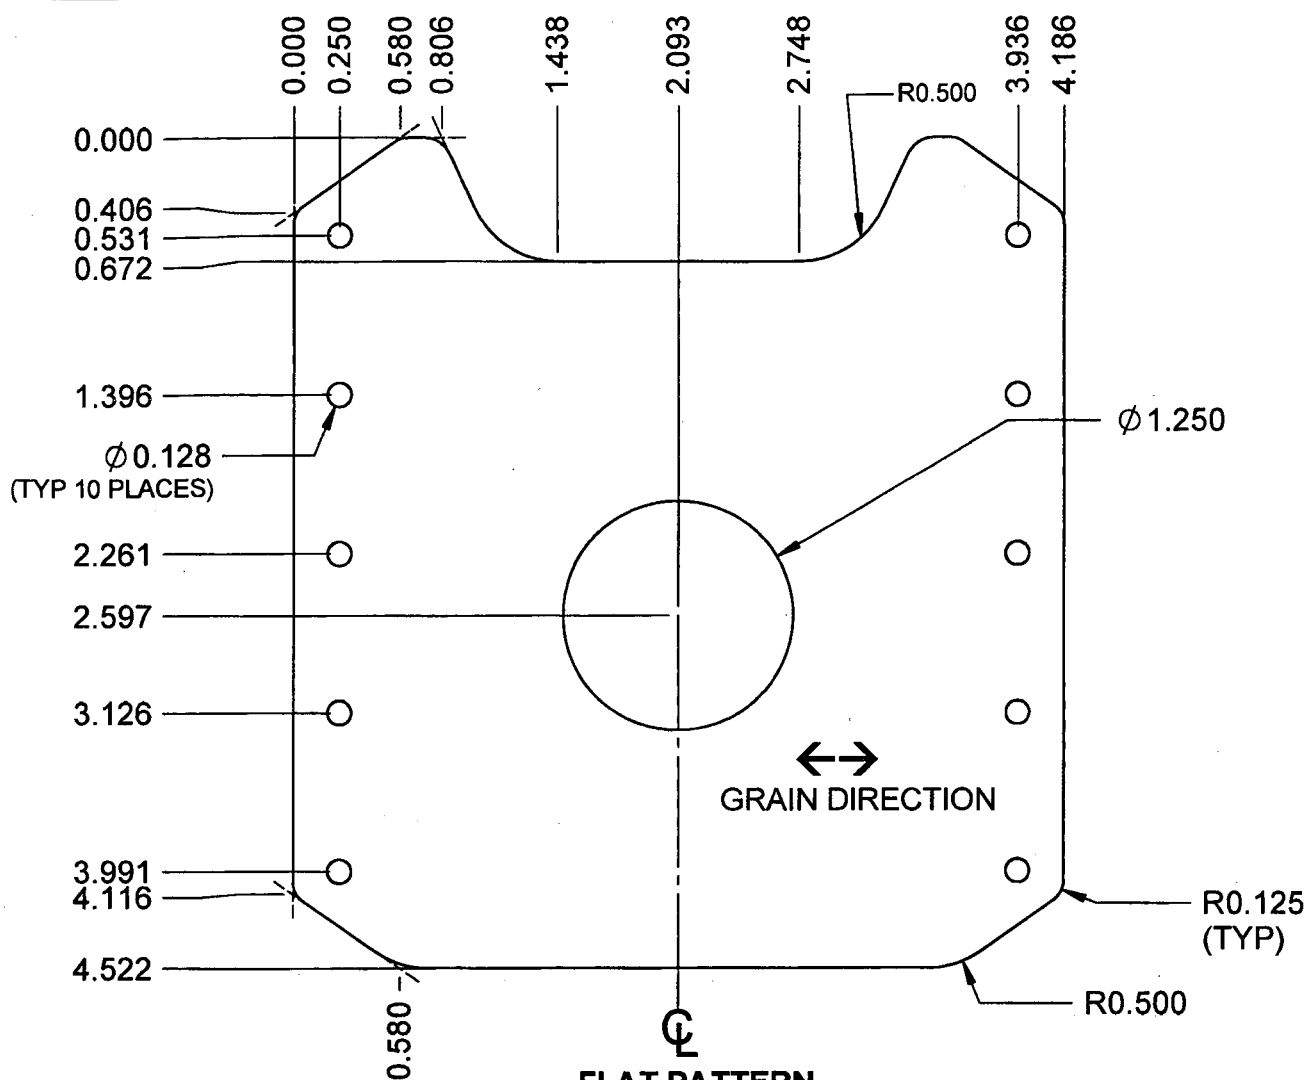 0.000
0.250
0.580
0.806
1.438
2.093
2.748
3.936
4.186
R0.500
0.000
0.406
0.531
0.672
1.396
Ø1.250
Ø0.128
(TYP 10 PLACES)
2.261
2.597
3.126
GRAIN DIRECTION
3.991
4.116
R0.125
(TYP)
4.522
R0.500
0.580
CL
FLAT PATTERN